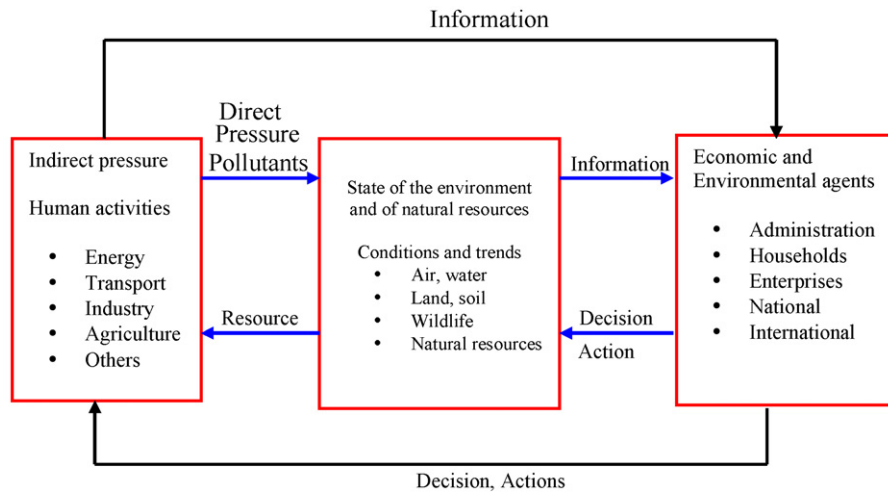 Information
Direct
Pressure
Pollutants
Indirect pressure
Human activities
• Energy
• Transport
• Industry
• Agriculture
• Others
Resource
State of the environment
and of natural resources
Conditions and trends
• Air, water
• Land, soil
• Wildlife
• Natural resources
Information
Decision
Action
Economic and
Environmental agents
• Administration
• Households
• Enterprises
• National
• International
Decision, Actions